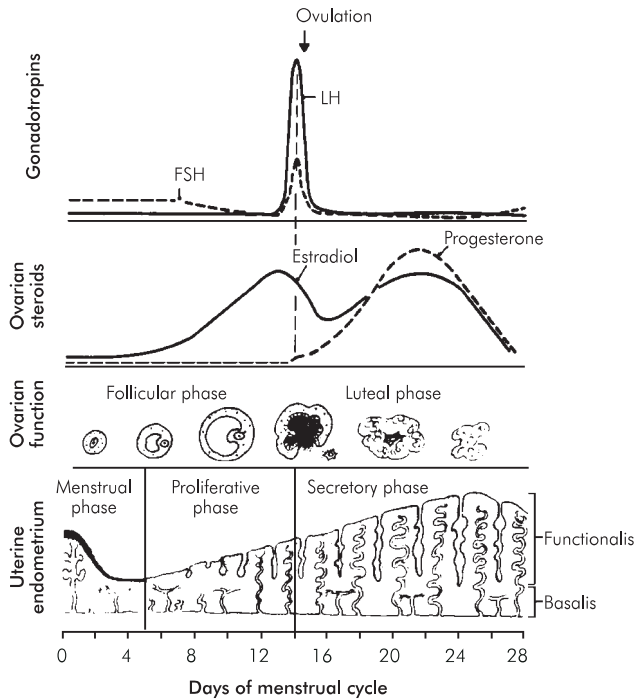 Ovulation
Gonadotropins
LH
FSH
Ovarian
steroids
Estradiol
Progesterone
Ovarian
function
Follicular phase
Luteal phase
Uterine
endometrium
Menstrual
phase
Proliferative
phase
Secretory phase
Functionalis
Basalis
0 4 8 12 16 20 24 28
Days of menstrual cycle